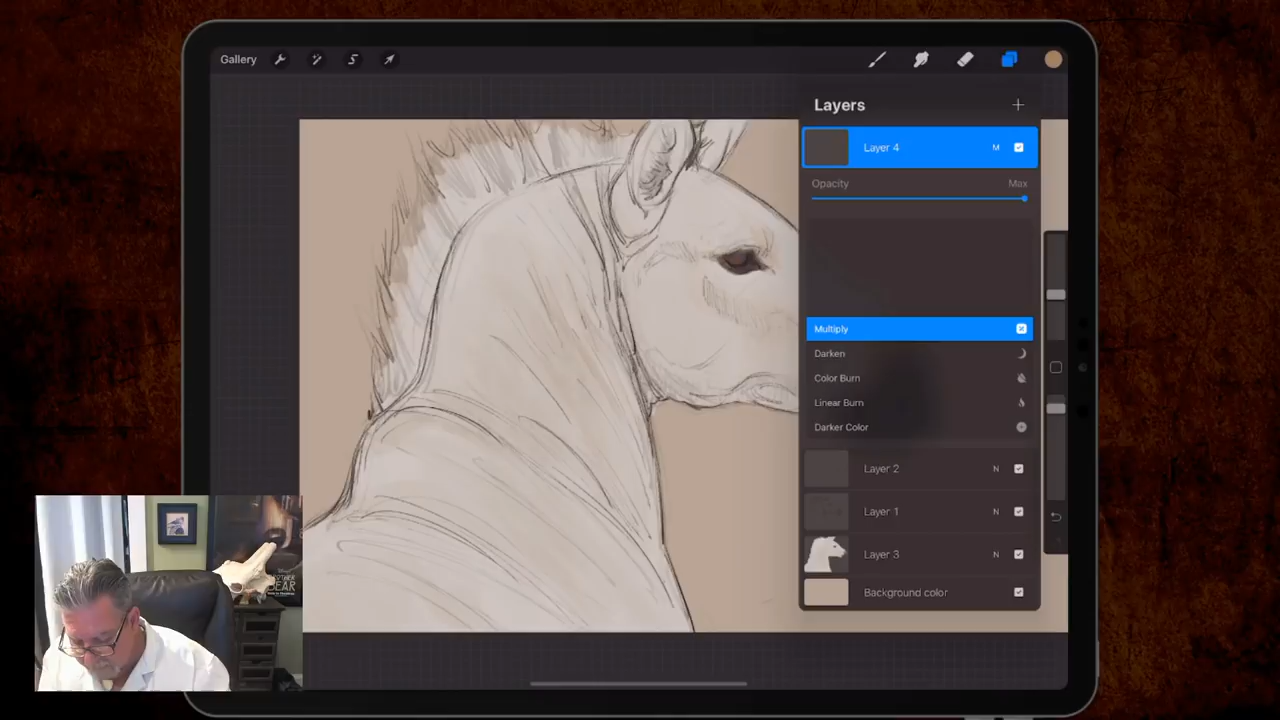 Gallery
Layers
Layer 4 M
Opacity Max
Multiply
Darken
Color Burn
Linear Burn
Darker Color
Layer 2 N
Layer 1 N
Layer 3 N
Background color
BEAR